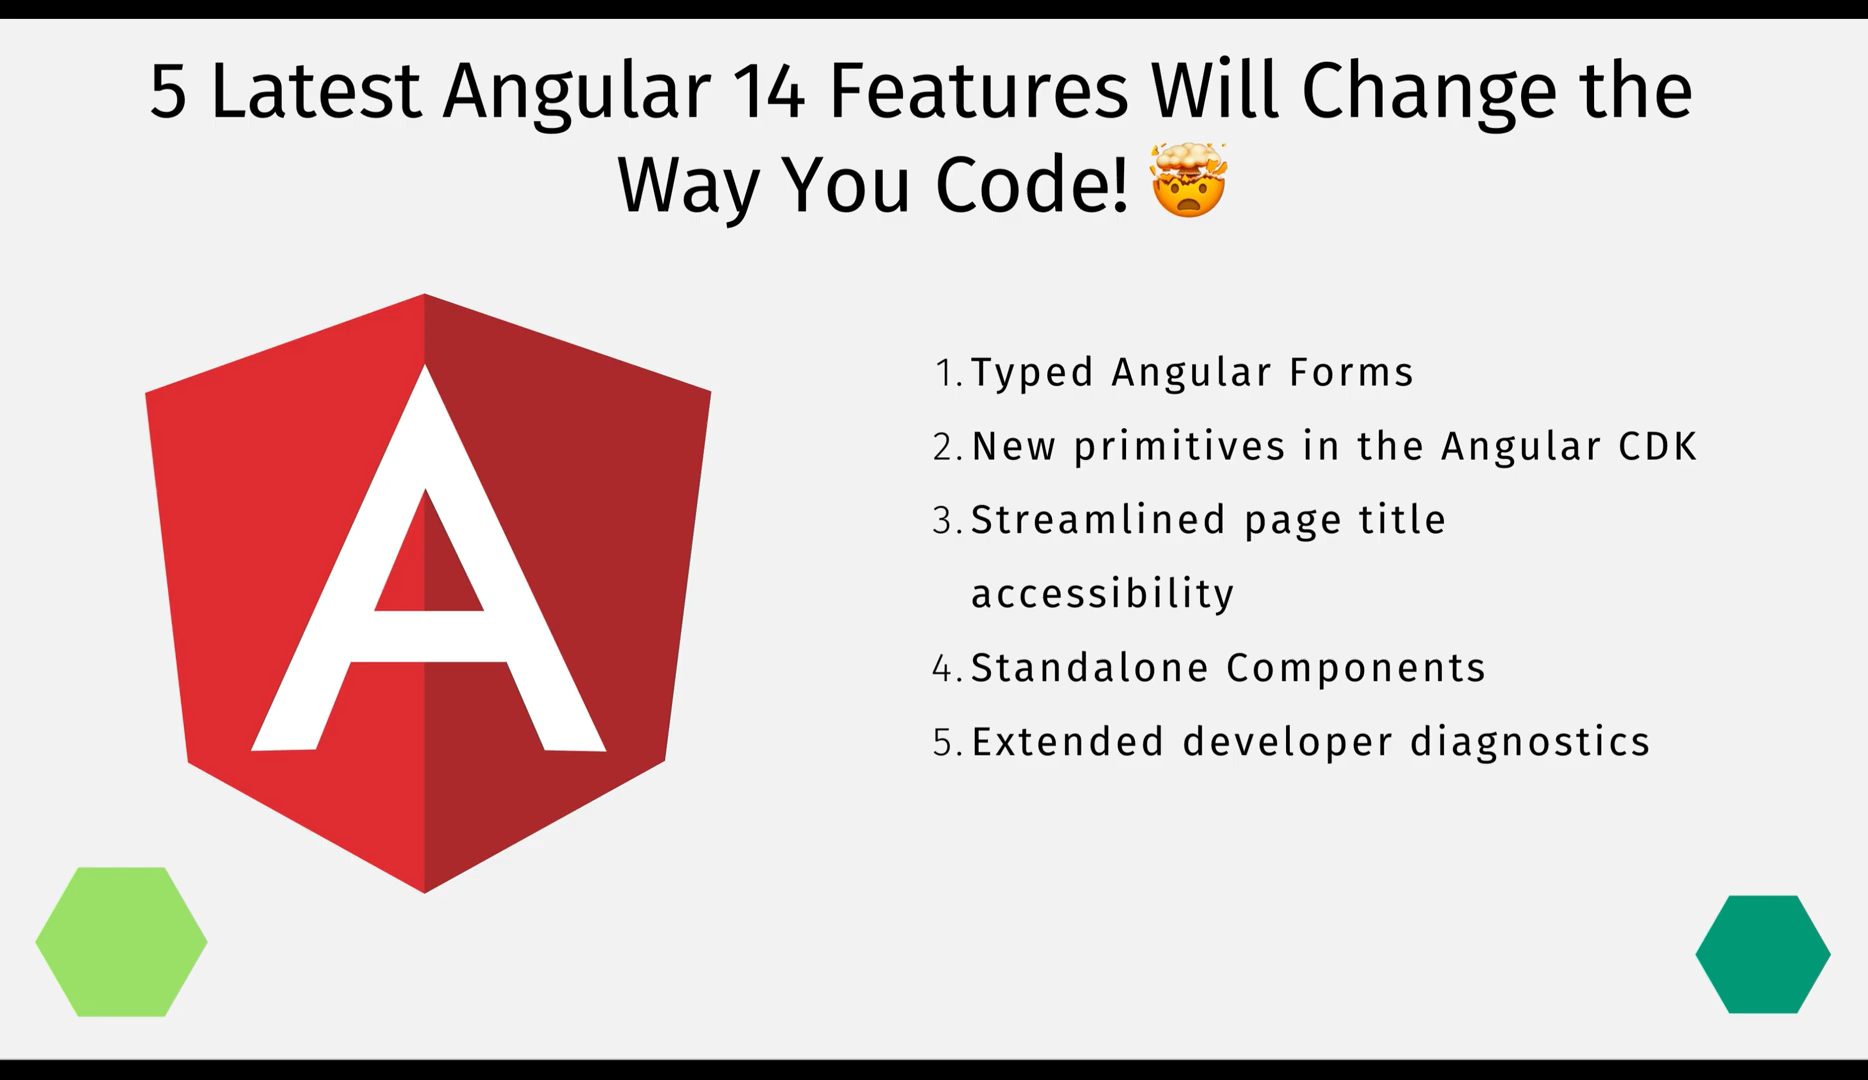 5 Latest Angular 14 Features Will Change the
Way You Code! 🤯
1. Typed Angular Forms
2. New primitives in the Angular CDK
3. Streamlined page title
accessibility
4. Standalone Components
5. Extended developer diagnostics